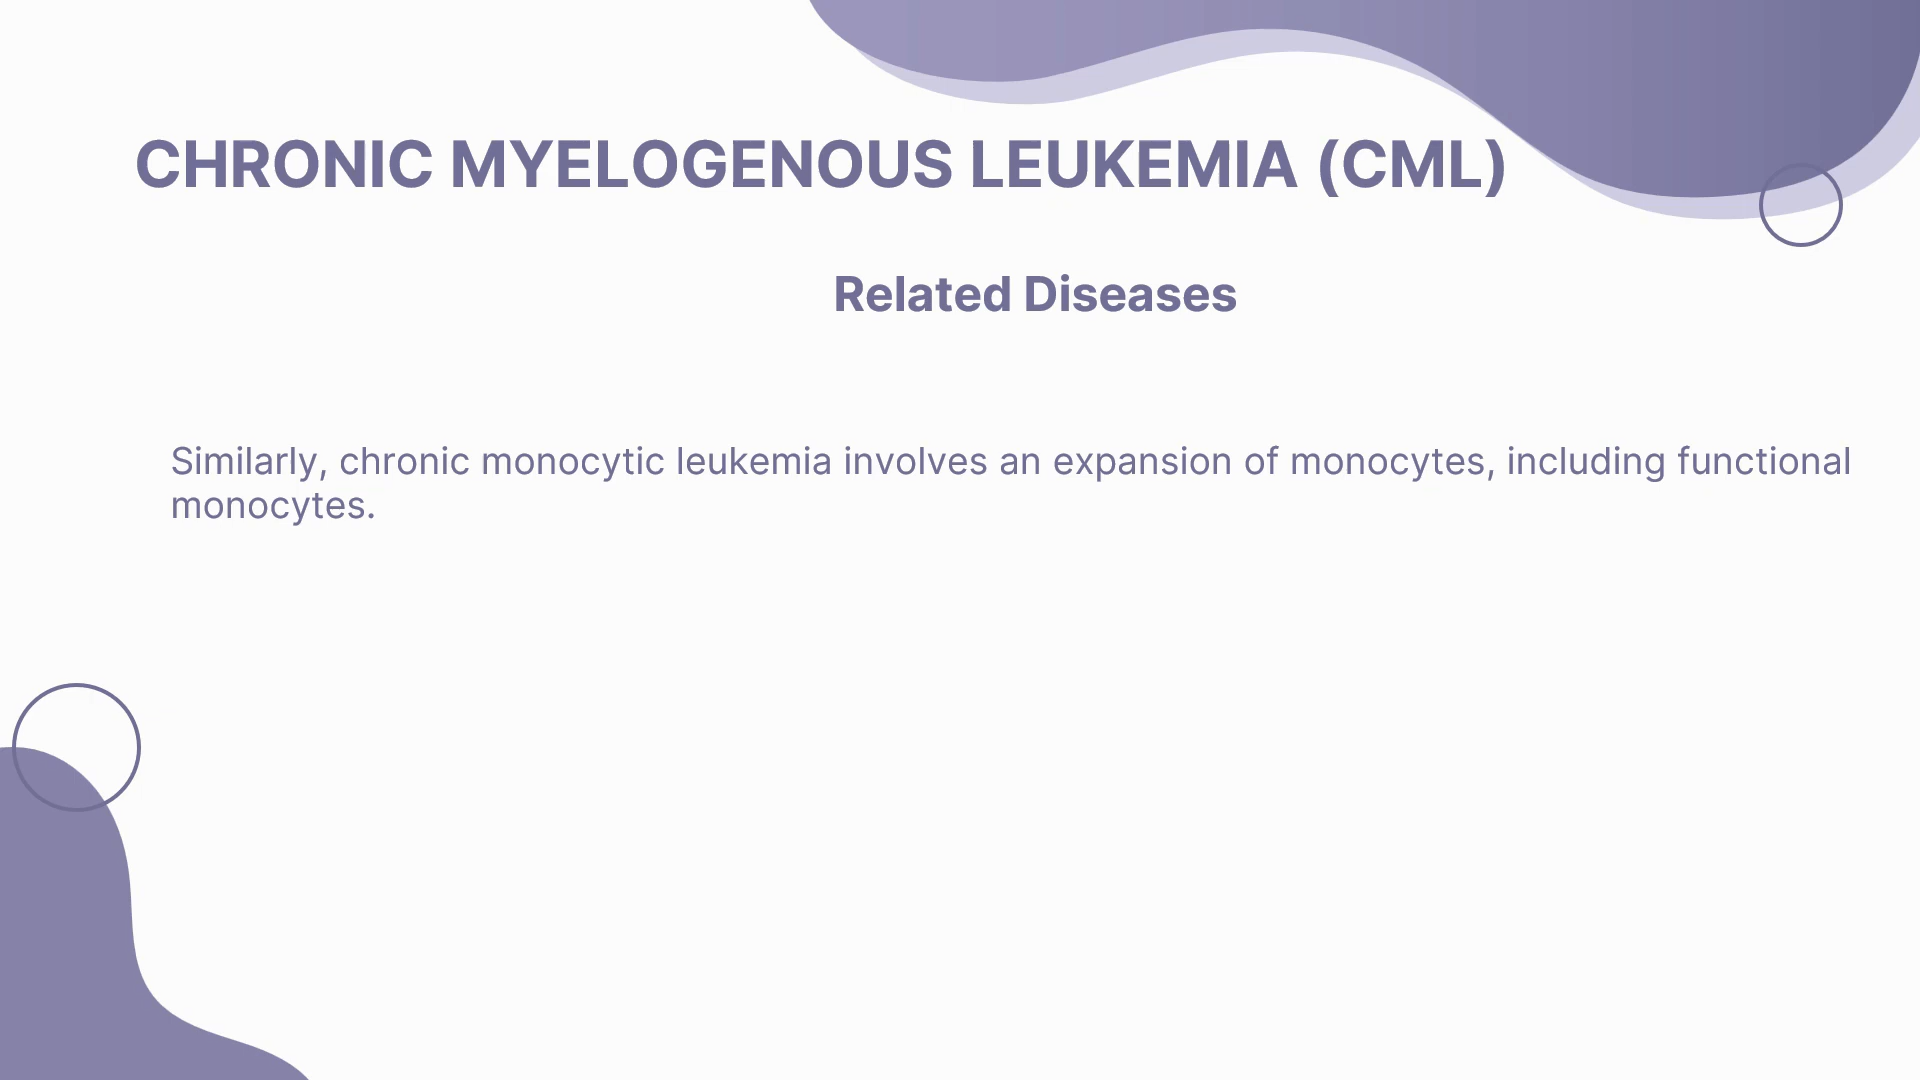 CHRONIC MYELOGENOUS LEUKEMIA (CML)
Related Diseases
Similarly, chronic monocytic leukemia involves an expansion of monocytes, including functional
monocytes.